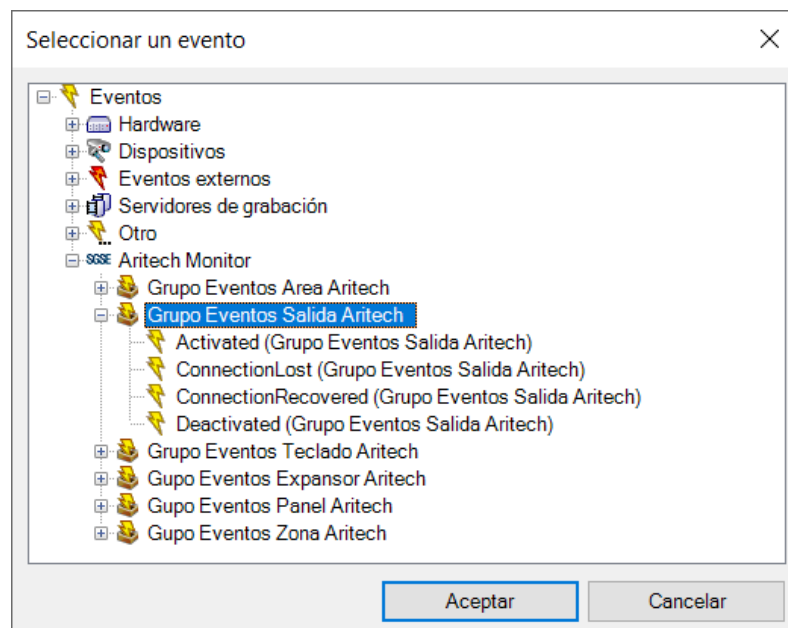 Seleccionar un evento
Eventos
Hardware
Dispositivos
Eventos externos
Servidores de grabación
Otro
SGSE Aritech Monitor
Grupo Eventos Area Aritech
Grupo Eventos Salida Aritech
Activated (Grupo Eventos Salida Aritech)
ConnectionLost (Grupo Eventos Salida Aritech)
ConnectionRecovered (Grupo Eventos Salida Aritech)
Deactivated (Grupo Eventos Salida Aritech)
Grupo Eventos Teclado Aritech
Gupo Eventos Expansor Aritech
Gupo Eventos Panel Aritech
Gupo Eventos Zona Aritech
Aceptar Cancelar